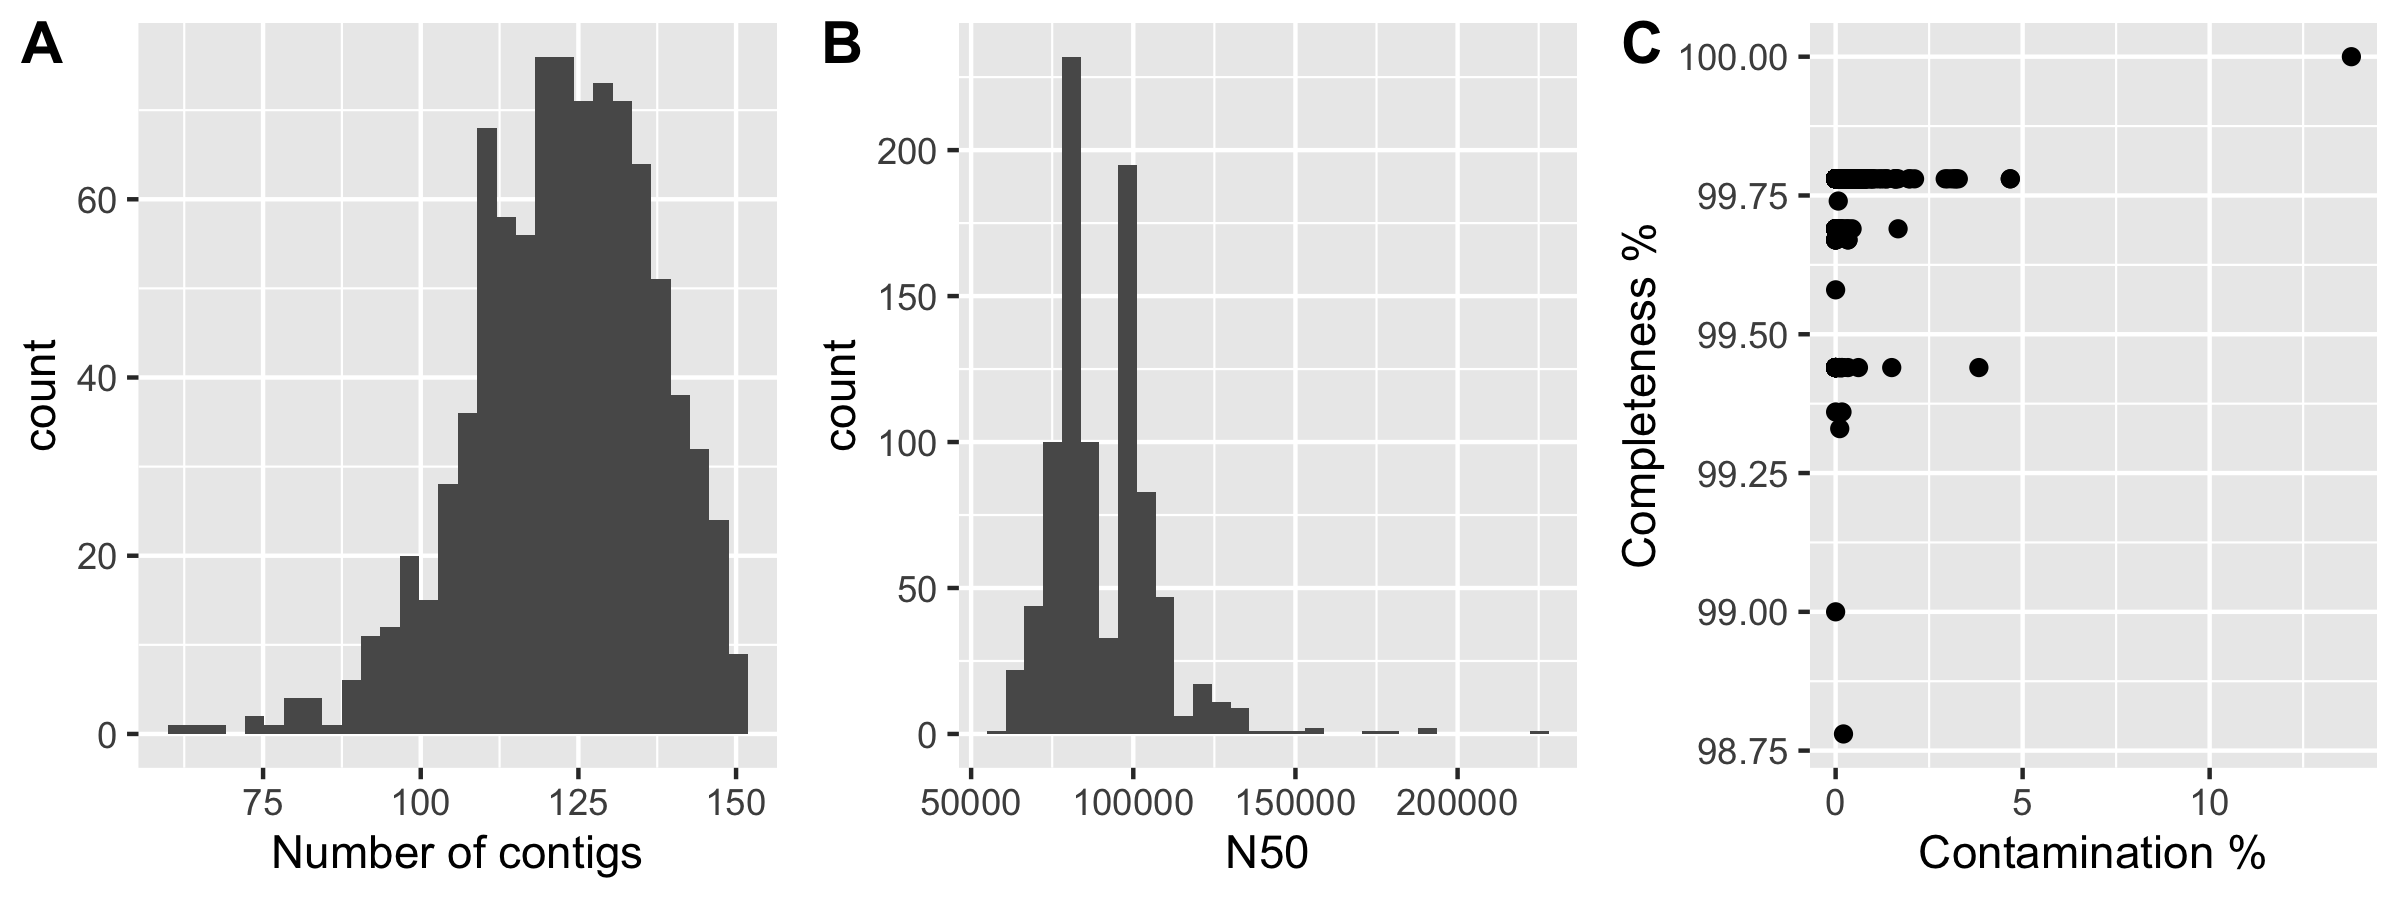 A
count
60
40
20
0
75 100 125 150
Number of contigs
B
count
200
150
100
50
0
50000 100000 150000 200000
N50
C
Completeness %
100.00
99.75
99.50
99.25
99.00
98.75
0 5 10
Contamination %